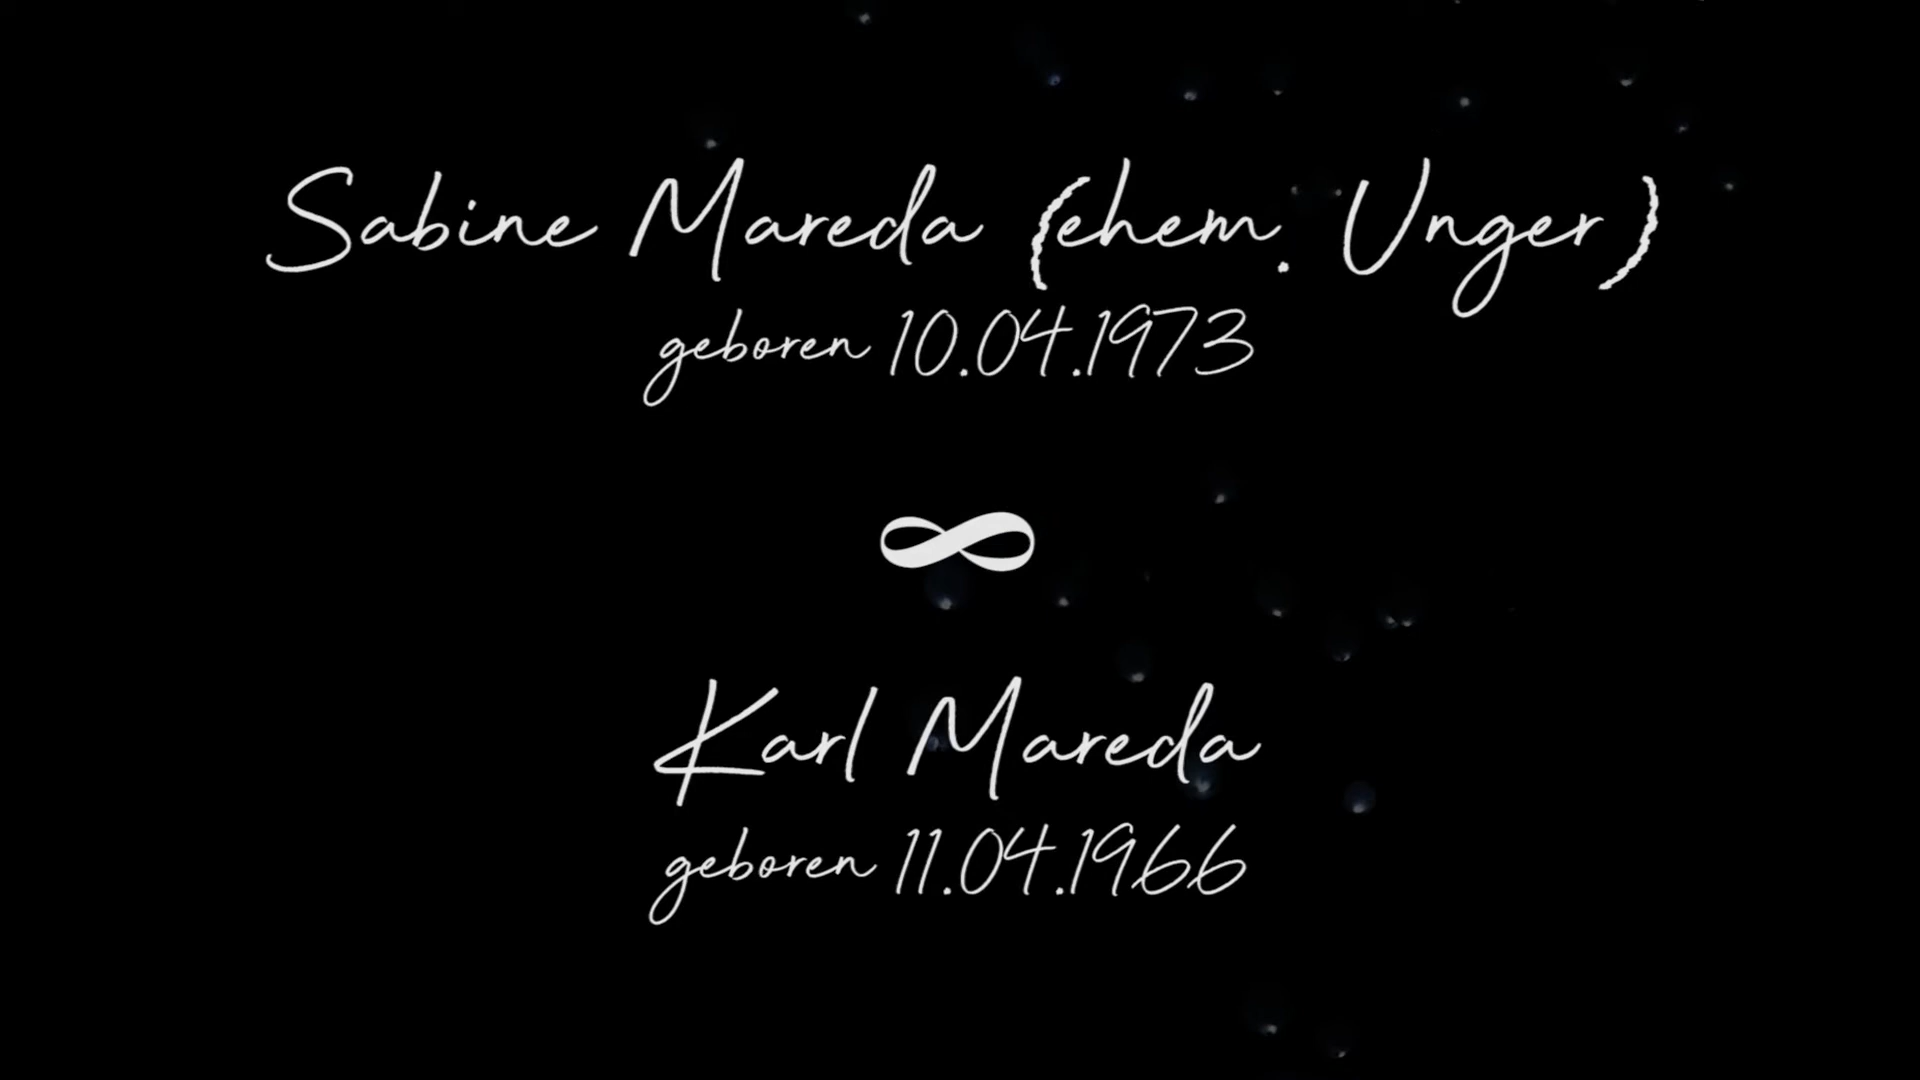 Sabine Mareda (ehem. Unger)
geboren 10.04.1973
∞
Karl Mareda
geboren 11.04.1966